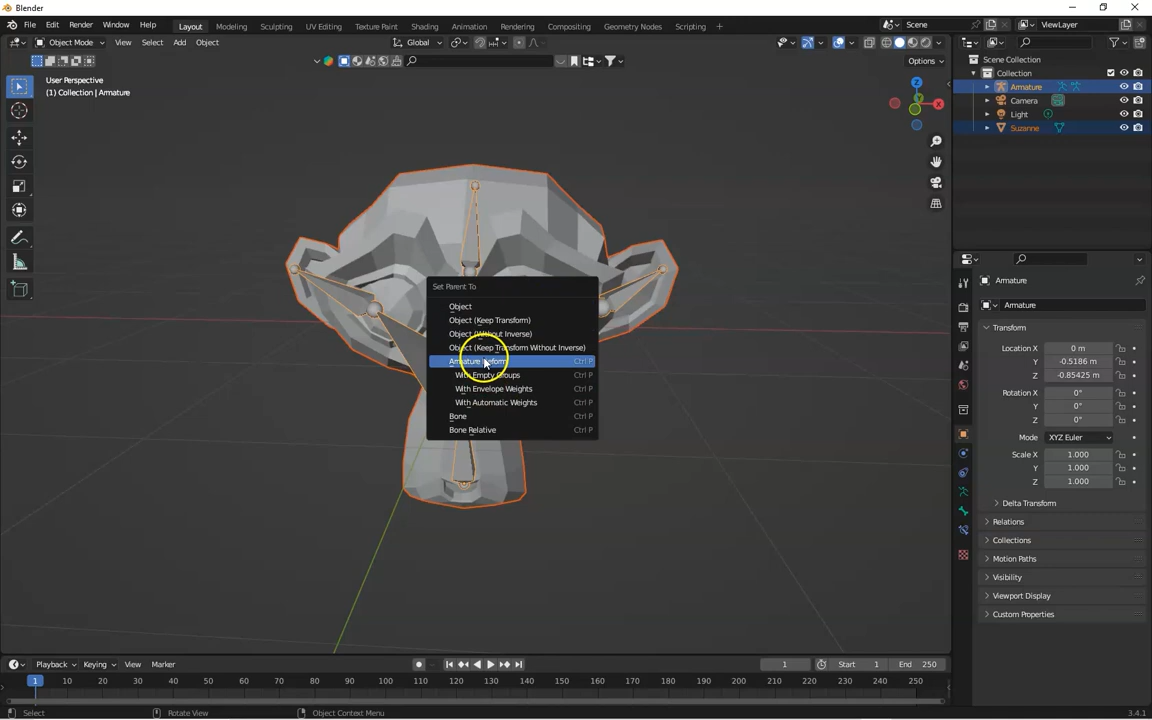 Blender
File Edit Render Window Help Layout Modeling Sculpting UV Editing Texture Paint Shading Animation Rendering Compositing Geometry Nodes Scripting + Scene ViewLayer
Object Mode View Select Add Object Global
Options
User Perspective
(1) Collection | Armature
Z
X
Scene Collection
Collection
Armature
Camera
Light
Suzanne
Set Parent To
Object
Object (Keep Transform)
Object (Without Inverse)
Object (Keep Transform Without Inverse)
Armature Deform Ctrl P
With Empty Groups Ctrl P
With Envelope Weights Ctrl P
With Automatic Weights Ctrl P
Bone Ctrl P
Bone Relative Ctrl P
Armature
Armature
Transform
Location X 0 m
Y -0.5186 m
Z -0.85425 m
Rotation X 0°
Y 0°
Z 0°
Mode XYZ Euler
Scale X 1.000
Y 1.000
Z 1.000
Delta Transform
Relations
Collections
Motion Paths
Visibility
Viewport Display
Custom Properties
Playback Keying View Marker 1 Start 1 End 250
1 10 20 30 40 50 60 70 80 90 100 110 120 130 140 150 160 170 180 190 200 210 220 230 240 250
Select Rotate View Object Context Menu 3.4.1